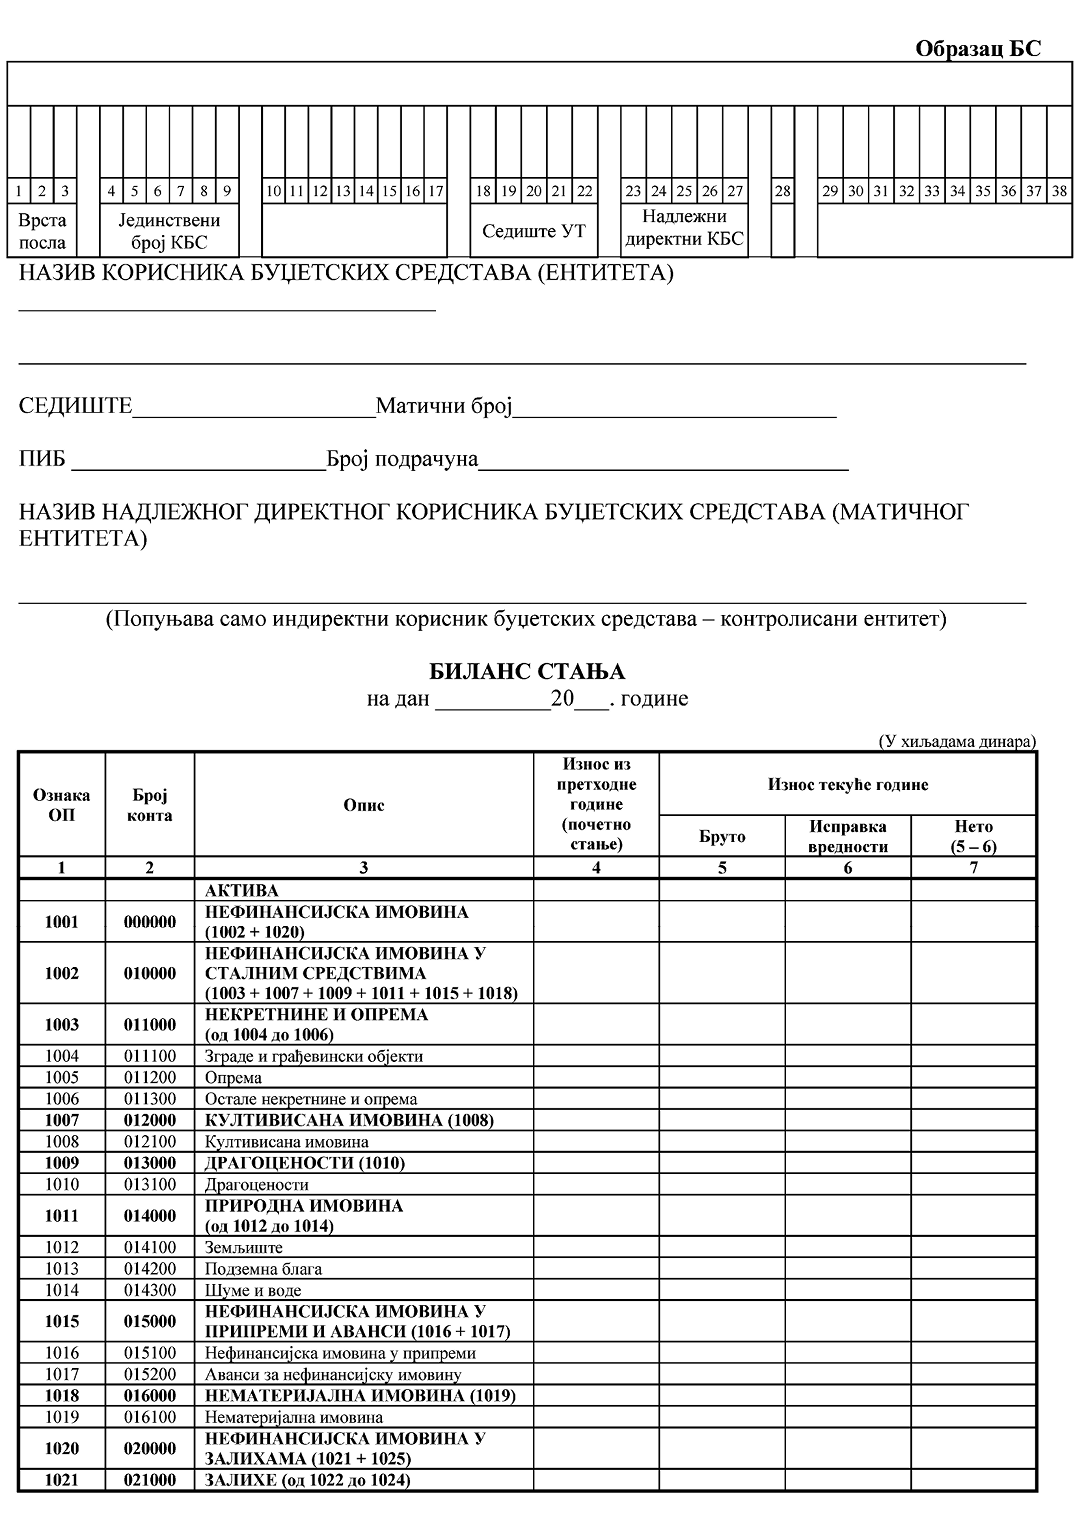 Образац БС
1 2 3 4 5 6 7 8 9 10 11 12 13 14 15 16 17 18 19 20 21 22 23 24 25 26 27 28 29 30 31 32 33 34 35 36 37 38
Врста посла
Јединствени број КБС
Седиште УТ
Надлежни директни КБС
НАЗИВ КОРИСНИКА БУЏЕТСКИХ СРЕДСТАВА (ЕНТИТЕТА)
____________________________________
_______________________________________________________________________________________
СЕДИШТЕ_____________________Матични број____________________________
ПИБ ______________________Број подрачуна________________________________
НАЗИВ НАДЛЕЖНОГ ДИРЕКТНОГ КОРИСНИКА БУЏЕТСКИХ СРЕДСТАВА (МАТИЧНОГ
ЕНТИТЕТА)
_______________________________________________________________________________________
(Попуњава само индиректни корисник буџетских средстава – контролисани ентитет)
БИЛАНС СТАЊА
на дан __________20___. године
(У хиљадама динара)
Ознака ОП
Број конта
Опис
Износ из претходне године (почетно стање)
Износ текуће године
Бруто
Исправка вредности
Нето (5 – 6)
1 2 3 4 5 6 7
АКТИВА
1001 000000 НЕФИНАНСИЈСКА ИМОВИНА
(1002 + 1020)
1002 010000 НЕФИНАНСИЈСКА ИМОВИНА У
СТАЛНИМ СРЕДСТВИМА
(1003 + 1007 + 1009 + 1011 + 1015 + 1018)
1003 011000 НЕКРЕТНИНЕ И ОПРЕМА
(од 1004 до 1006)
1004 011100 Зграде и грађевински објекти
1005 011200 Опрема
1006 011300 Остале некретнине и опрема
1007 012000 КУЛТИВИСАНА ИМОВИНА (1008)
1008 012100 Култивисана имовина
1009 013000 ДРАГОЦЕНОСТИ (1010)
1010 013100 Драгоцености
1011 014000 ПРИРОДНА ИМОВИНА
(од 1012 до 1014)
1012 014100 Земљиште
1013 014200 Подземна блага
1014 014300 Шуме и воде
1015 015000 НЕФИНАНСИЈСКА ИМОВИНА У
ПРИПРЕМИ И АВАНСИ (1016 + 1017)
1016 015100 Нефинансијска имовина у припреми
1017 015200 Аванси за нефинансијску имовину
1018 016000 НЕМАТЕРИЈАЛНА ИМОВИНА (1019)
1019 016100 Нематеријална имовина
1020 020000 НЕФИНАНСИЈСКА ИМОВИНА У
ЗАЛИХАМА (1021 + 1025)
1021 021000 ЗАЛИХЕ (од 1022 до 1024)